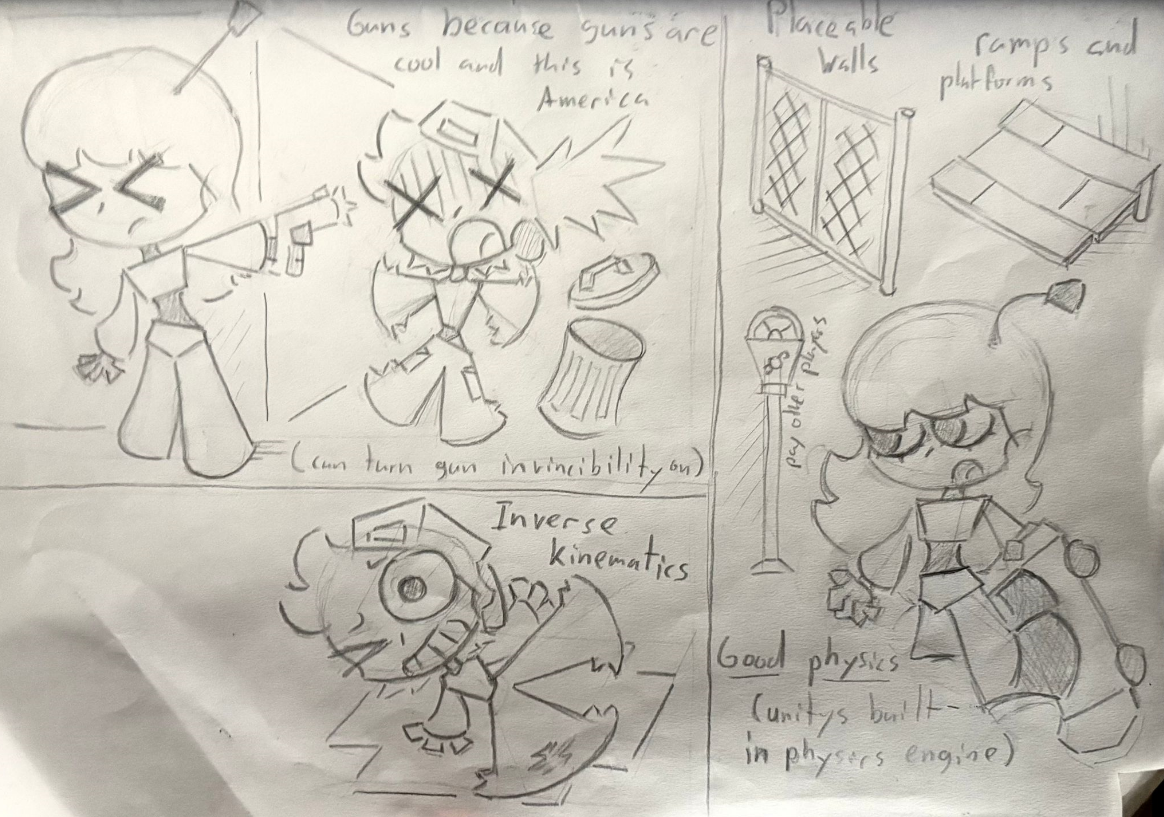 Guns because guns are
cool and this is
America
(can turn gun invincibility on)
Inverse
kinematics
Placeable
Walls
ramps and
platforms
pay other players
Good physics
(unitys built-
in physics engine)